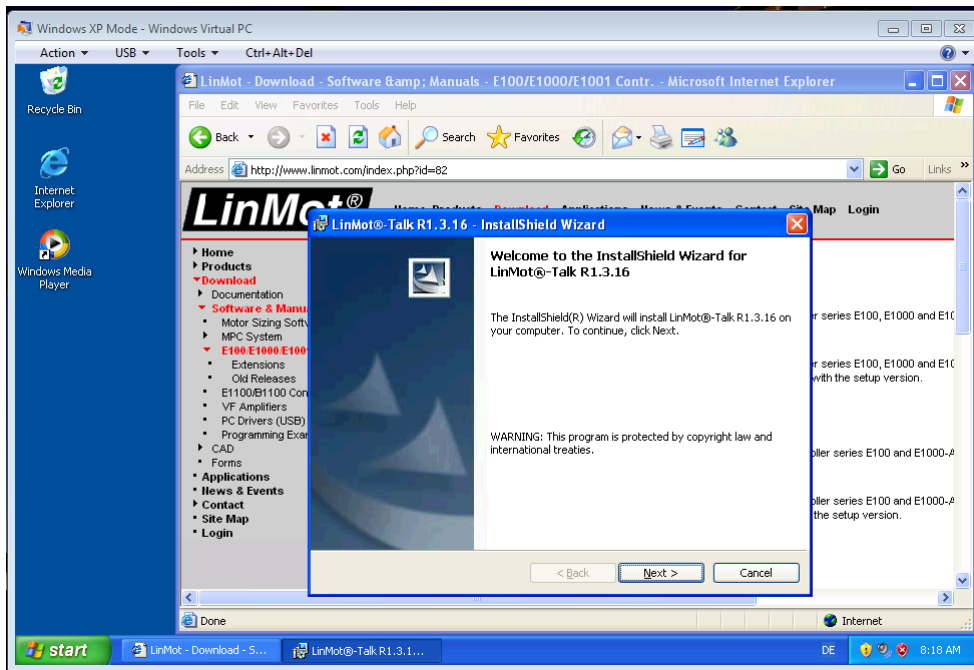 Windows XP Mode - Windows Virtual PC
Action USB Tools Ctrl+Alt+Del
Recycle Bin
Internet Explorer
Windows Media Player
LinMot - Download - Software &amp; Manuals - E100/E1000/E1001 Contr. - Microsoft Internet Explorer
File Edit View Favorites Tools Help
Back Search Favorites
Address http://www.linmot.com/index.php?id=82 Go Links
LinMot®
Map Login
Home
Products
Download
Documentation
Software & Manu
Motor Sizing Softv
MPC System
E100/E1000/E1001
Extensions
Old Releases
E1100/B1100 Con
VF Amplifiers
PC Drivers (USB)
Programming Exar
CAD
Forms
Applications
News & Events
Contact
Site Map
Login
r series E100, E1000 and E10
r series E100, E1000 and E10
with the setup version.
oller series E100 and E1000-A
oller series E100 and E1000-A
the setup version.
LinMot®-Talk R1.3.16 - InstallShield Wizard
Welcome to the InstallShield Wizard for
LinMot®-Talk R1.3.16
The InstallShield(R) Wizard will install LinMot®-Talk R1.3.16 on
your computer. To continue, click Next.
WARNING: This program is protected by copyright law and
international treaties.
< Back Next > Cancel
Done Internet
start LinMot - Download - S... LinMot®-Talk R1.3.1... DE 8:18 AM